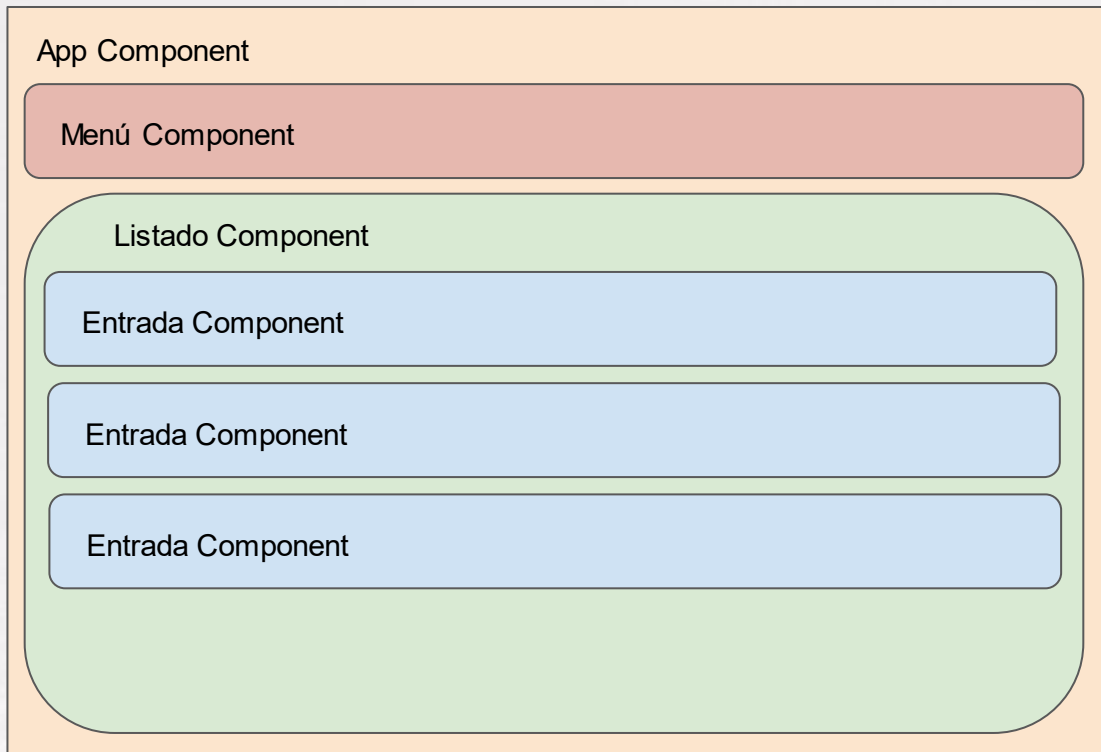 App Component
Menú Component
Listado Component
Entrada Component
Entrada Component
Entrada Component